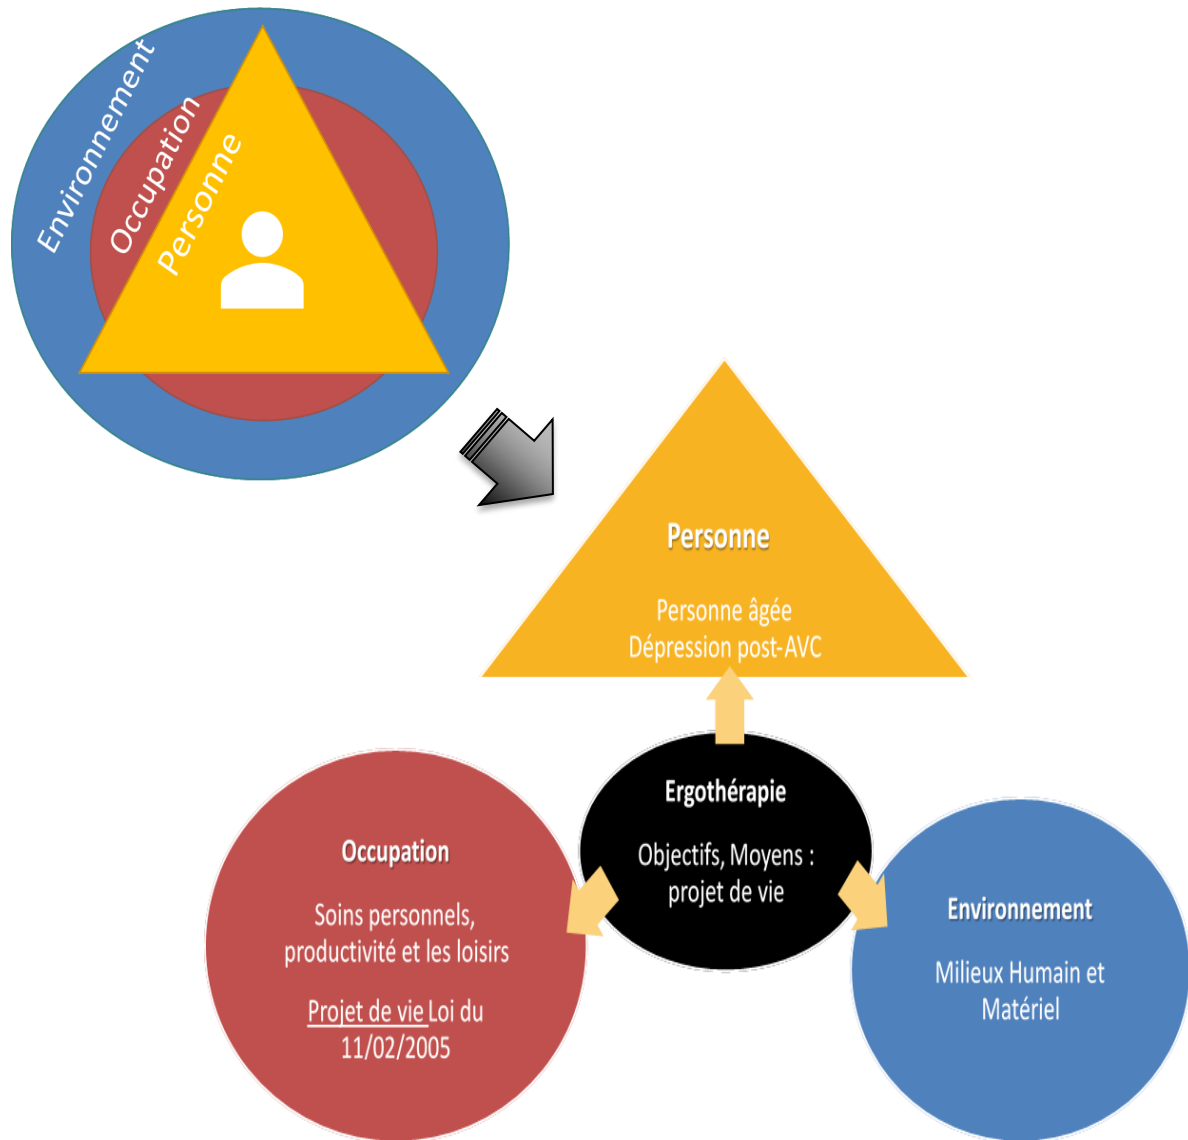 Environnement
Occupation
Personne
Personne
Personne âgée
Dépression post-AVC
Ergothérapie
Objectifs, Moyens :
projet de vie
Occupation
Soins personnels,
productivité et les loisirs
Projet de vie Loi du
11/02/2005
Environnement
Milieux Humain et
Matériel